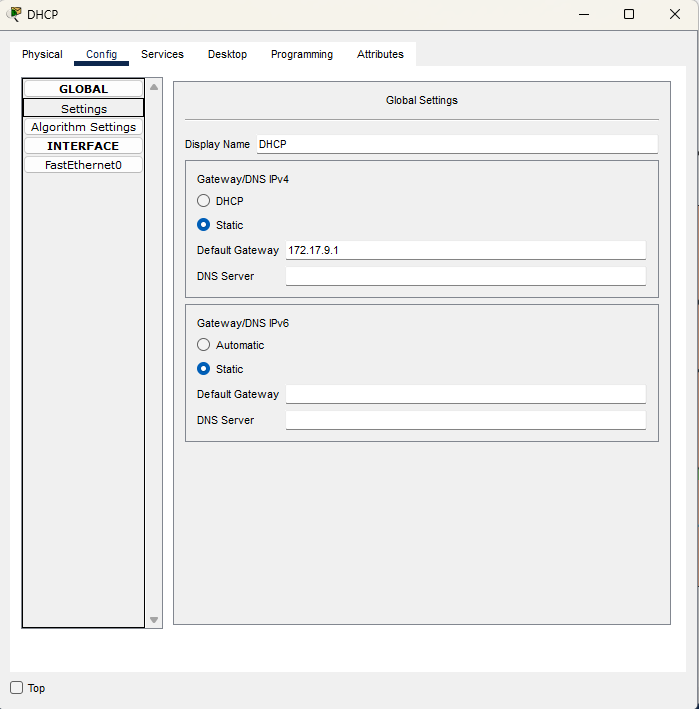 DHCP
Physical Config Services Desktop Programming Attributes
GLOBAL
Settings
Algorithm Settings
INTERFACE
FastEthernet0
Global Settings
Display Name DHCP
Gateway/DNS IPv4
DHCP
Static
Default Gateway 172.17.9.1
DNS Server
Gateway/DNS IPv6
Automatic
Static
Default Gateway
DNS Server
Top